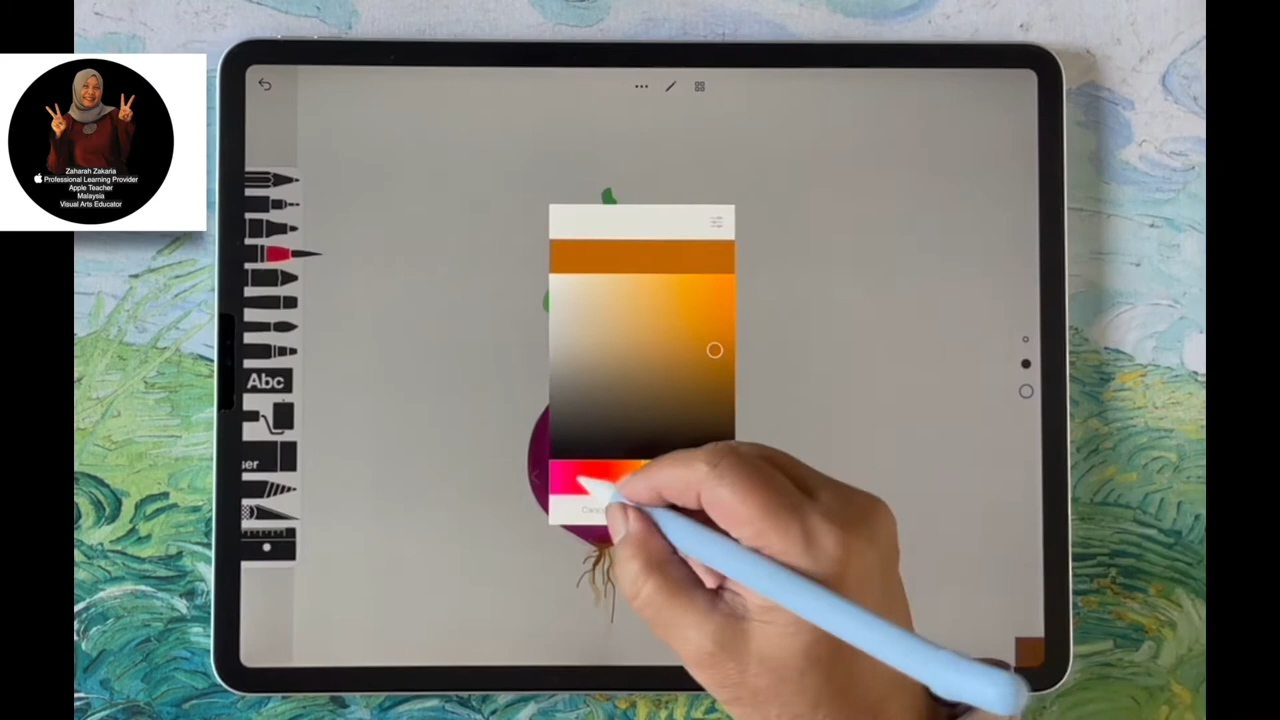 Zaharah Zakaria
Professional Learning Provider
Apple Teacher
Malaysia
Visual Arts Educator
Abc
ser